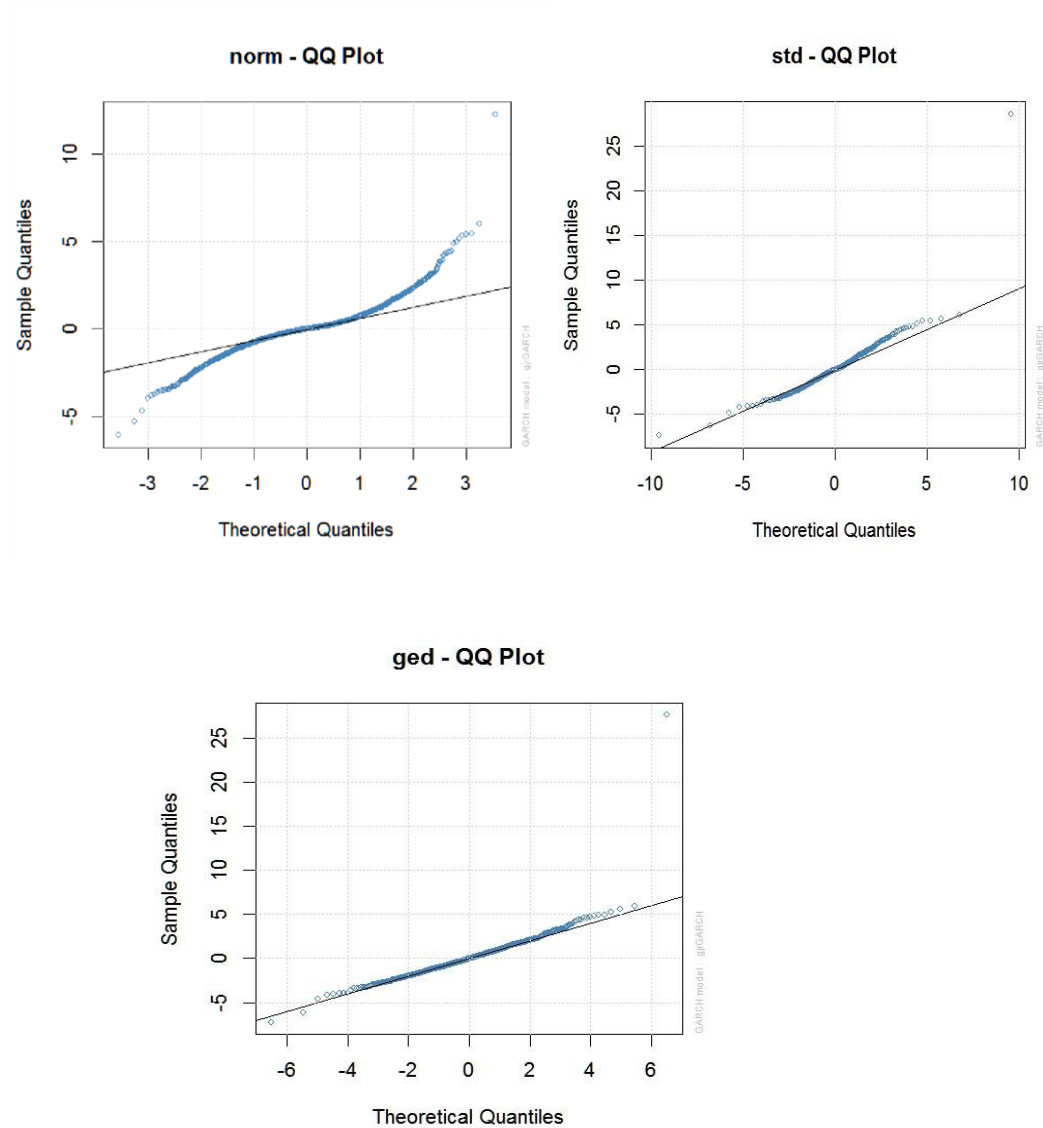 norm - QQ Plot
Sample Quantiles
10
5
0
-5
-3 -2 -1 0 1 2 3
Theoretical Quantiles
GARCH model : gjrGARCH
std - QQ Plot
Sample Quantiles
25
20
15
10
5
0
-5
-10 -5 0 5 10
Theoretical Quantiles
GARCH model : gjrGARCH
ged - QQ Plot
Sample Quantiles
25
20
15
10
5
0
-5
-6 -4 -2 0 2 4 6
Theoretical Quantiles
GARCH model : gjrGARCH